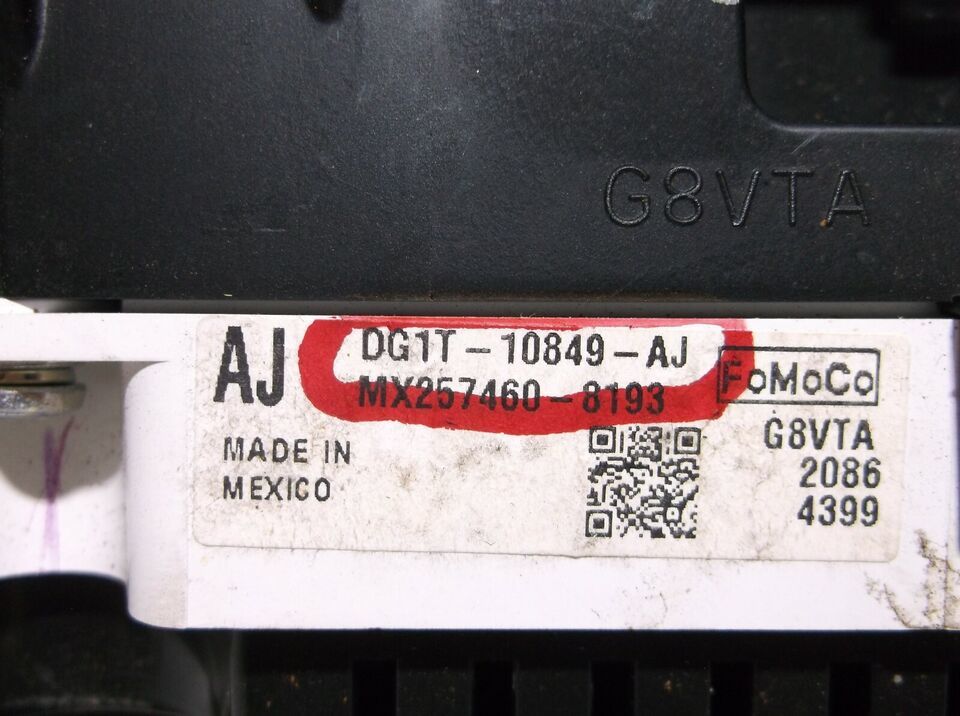 G8VTA
AJ
DG1T-10849-AJ
MX257460-8193
FoMoCo
MADE IN
MEXICO
G8VTA
2086
4399